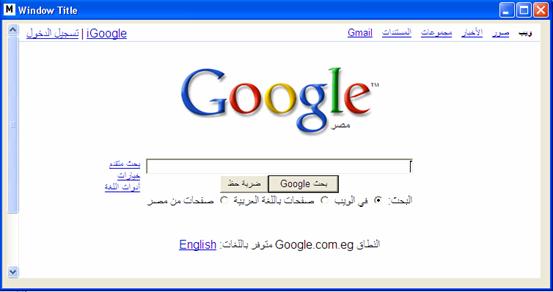 Window Title
ويب صور الأخبار مجموعات المستندات Gmail
iGoogle | تسجيل الدخول
Google™
مصر
بحث متقدم
خيارات
أدوات اللغة
بحث Google ضربة حظ
البحث: في الويب صفحات باللغة العربية صفحات من مصر
النطاق Google.com.eg متوفر باللغات: English